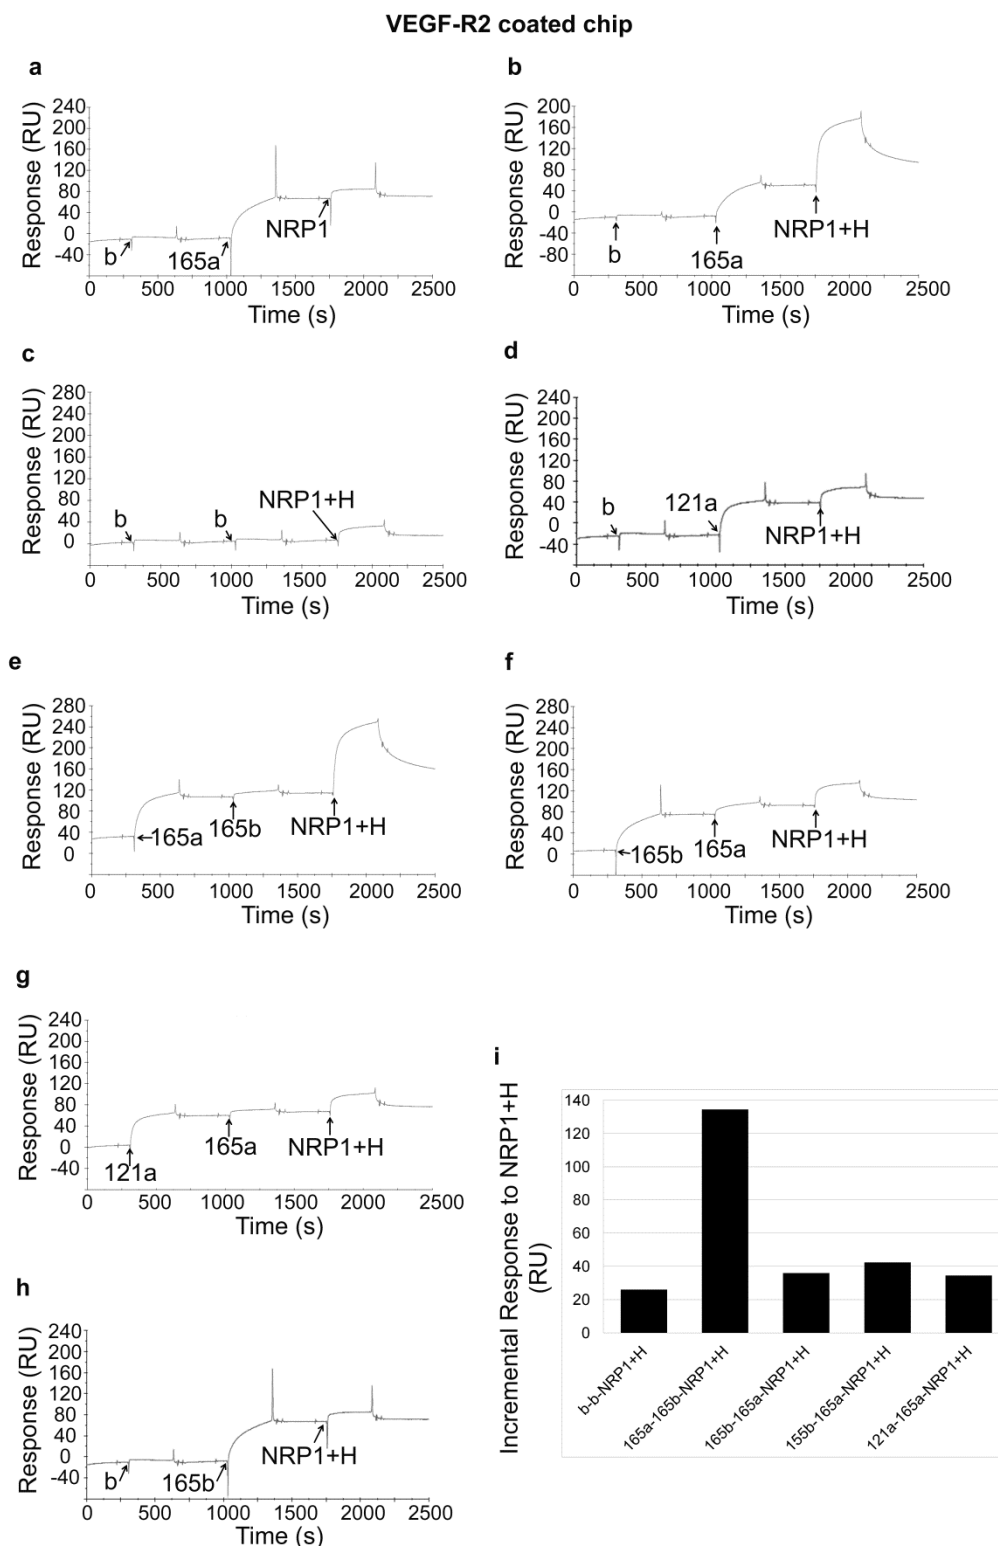 VEGF-R2 coated chip
a
Response (RU)
240
200
160
120
80
40
0
-40
b
165a
NRP1
0 500 1000 1500 2000 2500
Time (s)
b
Response (RU)
200
160
120
80
40
0
-40
-80
b
165a
NRP1+H
0 500 1000 1500 2000 2500
Time (s)
c
Response (RU)
280
240
200
160
120
80
40
0
b
b
NRP1+H
0 500 1000 1500 2000 2500
Time (s)
d
Response (RU)
240
200
160
120
80
40
0
-40
b
121a
NRP1+H
0 500 1000 1500 2000 2500
Time (s)
e
Response (RU)
280
240
200
160
120
80
40
0
165a
165b
NRP1+H
0 500 1000 1500 2000 2500
Time (s)
f
Response (RU)
280
240
200
160
120
80
40
0
165b
165a
NRP1+H
0 500 1000 1500 2000 2500
Time (s)
g
Response (RU)
240
200
160
120
80
40
0
-40
121a
165a
NRP1+H
0 500 1000 1500 2000 2500
Time (s)
h
Response (RU)
240
200
160
120
80
40
0
-40
b
165b
NRP1+H
0 500 1000 1500 2000 2500
Time (s)
i
Incremental Response to NRP1+H
(RU)
140
120
100
80
60
40
20
0
b-b-NRP1+H
165a-165b-NRP1+H
165b-165a-NRP1+H
155b-165a-NRP1+H
121a-165a-NRP1+H